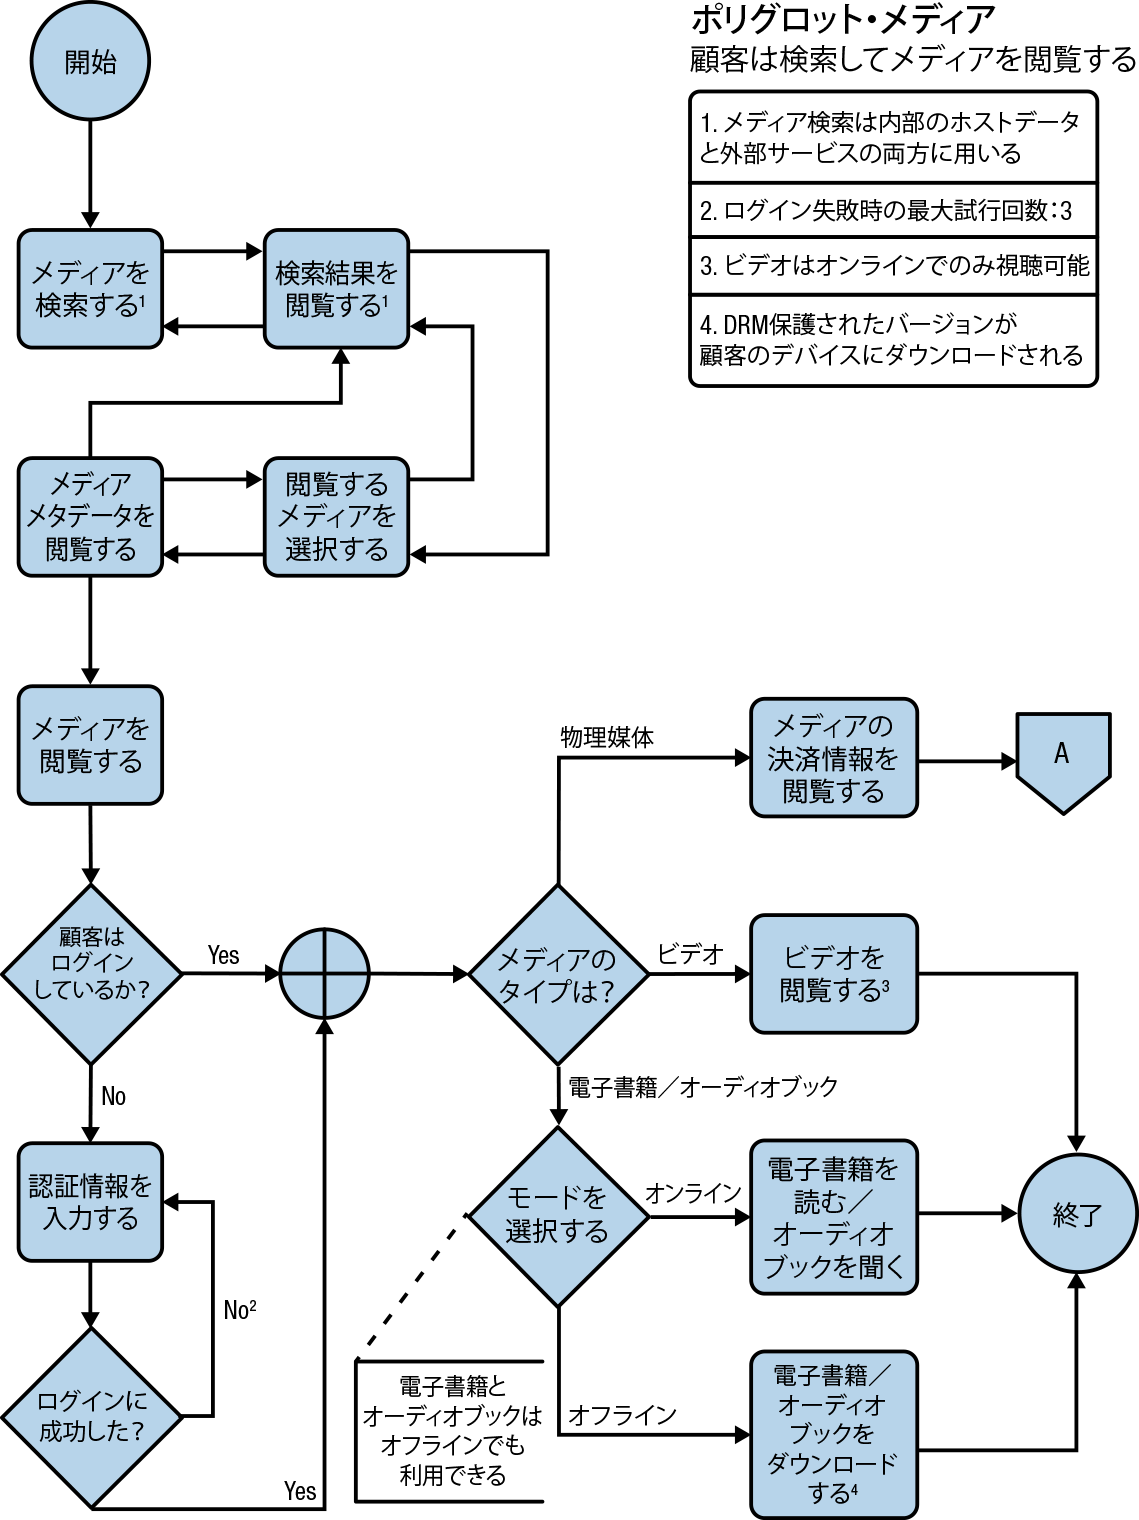 開始
ポリグロット・メディア
顧客は検索してメディアを閲覧する
1. メディア検索は内部のホストデータ
と外部サービスの両方に用いる
2. ログイン失敗時の最大試行回数：3
3. ビデオはオンラインでのみ視聴可能
4. DRM保護されたバージョンが
顧客のデバイスにダウンロードされる
メディアを
検索する1
検索結果を
閲覧する1
メディア
メタデータを
閲覧する
閲覧する
メディアを
選択する
メディアを
閲覧する
物理媒体
メディアの
決済情報を
閲覧する
A
顧客は
ログイン
しているか？
Yes
メディアの
タイプは？
ビデオ
ビデオを
閲覧する3
No
電子書籍／オーディオブック
認証情報を
入力する
モードを
選択する
オンライン
電子書籍を
読む／
オーディオ
ブックを聞く
終了
No2
ログインに
成功した？
Yes
電子書籍と
オーディオブックは
オフラインでも
利用できる
オフライン
電子書籍／
オーディオ
ブックを
ダウンロード
する4